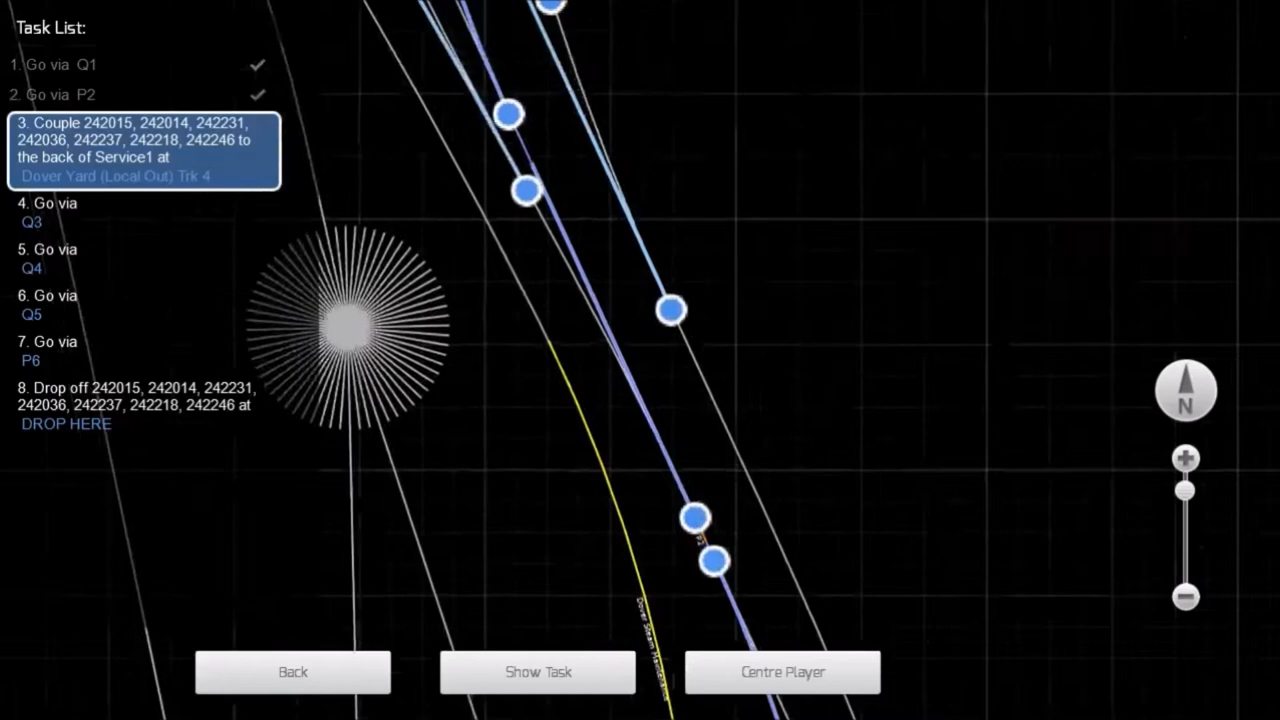 Task List:
1. Go via Q1
2. Go via P2
3. Couple 242015, 242014, 242231,
242036, 242237, 242218, 242246 to
the back of Service1 at
Dover Yard (Local Out) Trk 4
4. Go via
Q3
5. Go via
Q4
6. Go via
Q5
7. Go via
P6
8. Drop off 242015, 242014, 242231,
242036, 242237, 242218, 242246 at
DROP HERE
Dover Steam Maintenance
N
Back
Show Task
Centre Player